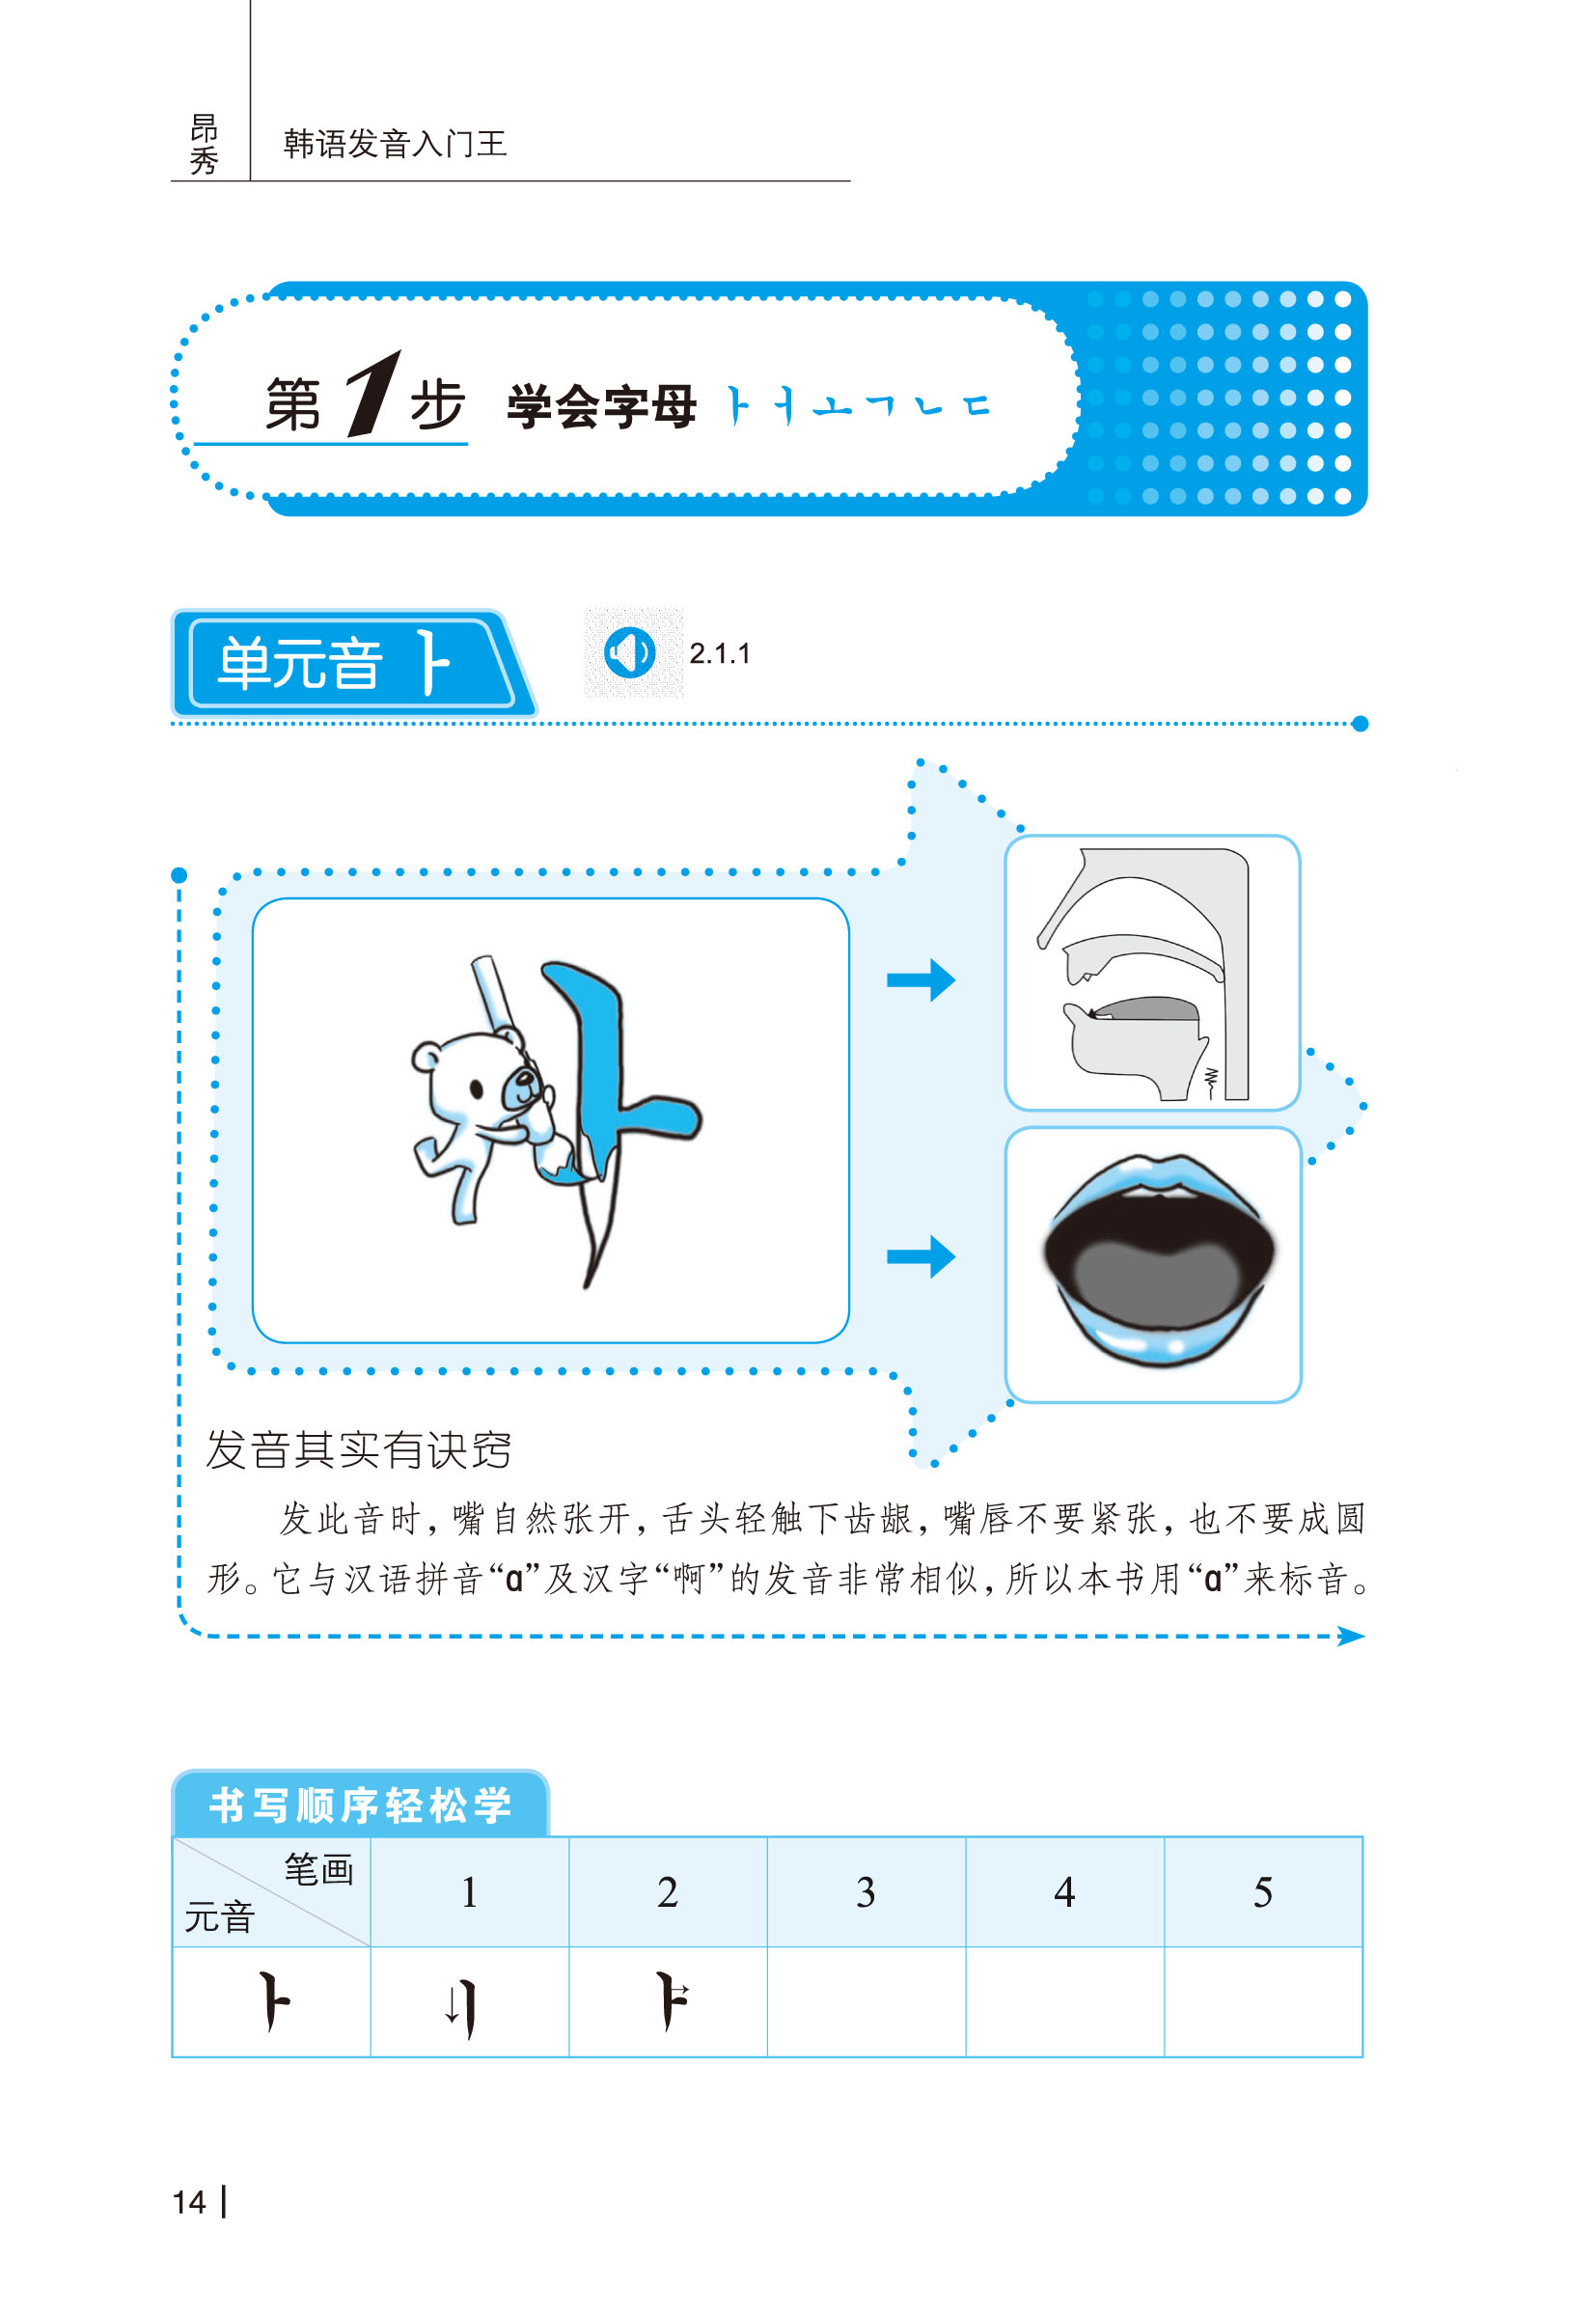 昂秀
韩语发音入门王
第1步 学会字母 ㅏㅓㅗㄱㄴㄷ
单元音 ㅏ
2.1.1
发音其实有诀窍
发此音时，嘴自然张开，舌头轻触下齿龈，嘴唇不要紧张，也不要成圆
形。它与汉语拼音“ɑ”及汉字“啊”的发音非常相似，所以本书用“ɑ”来标音。
书写顺序轻松学
笔画 1 2 3 4 5
元音
ㅏ ↓ㅣ ㅏ→
14